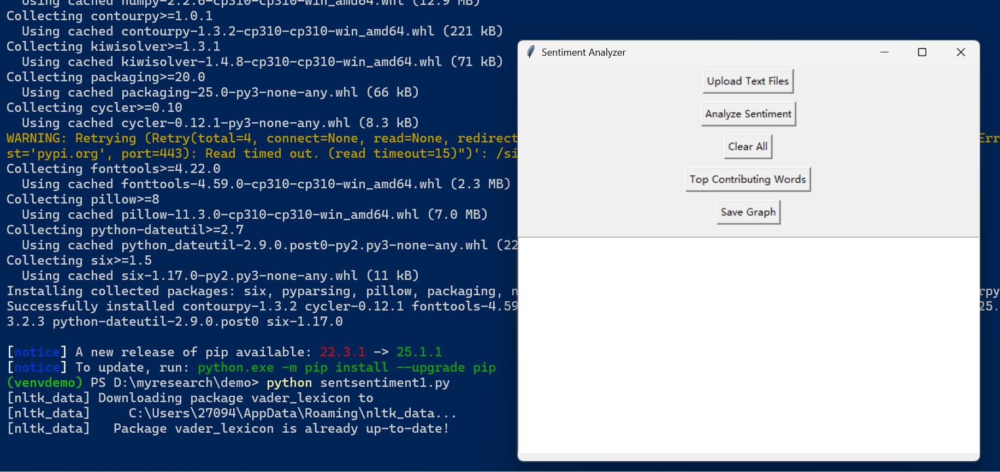 Using cached numpy-2.2.6-cp310-cp310-win_amd64.whl (12.9 MB)
Collecting contourpy>=1.0.1
Using cached contourpy-1.3.2-cp310-cp310-win_amd64.whl (221 kB)
Collecting kiwisolver>=1.3.1
Using cached kiwisolver-1.4.8-cp310-cp310-win_amd64.whl (71 kB)
Collecting packaging>=20.0
Using cached packaging-25.0-py3-none-any.whl (66 kB)
Collecting cycler>=0.10
Using cached cycler-0.12.1-py3-none-any.whl (8.3 kB)
WARNING: Retrying (Retry(total=4, connect=None, read=None, redirect Err
st='pypi.org', port=443): Read timed out. (read timeout=15)")': /si
Collecting fonttools>=4.22.0
Using cached fonttools-4.59.0-cp310-cp310-win_amd64.whl (2.3 MB)
Collecting pillow>=8
Using cached pillow-11.3.0-cp310-cp310-win_amd64.whl (7.0 MB)
Collecting python-dateutil>=2.7
Using cached python_dateutil-2.9.0.post0-py2.py3-none-any.whl (22
Collecting six>=1.5
Using cached six-1.17.0-py2.py3-none-any.whl (11 kB)
Installing collected packages: six, pyparsing, pillow, packaging, n rpy
Successfully installed contourpy-1.3.2 cycler-0.12.1 fonttools-4.59 25.
3.2.3 python-dateutil-2.9.0.post0 six-1.17.0
[notice] A new release of pip available: 22.3.1 -> 25.1.1
[notice] To update, run: python.exe -m pip install --upgrade pip
(venvdemo) PS D:\myresearch\demo> python sentsentiment1.py
[nltk_data] Downloading package vader_lexicon to
[nltk_data] C:\Users\27094\AppData\Roaming\nltk_data...
[nltk_data] Package vader_lexicon is already up-to-date!
Sentiment Analyzer
Upload Text Files
Analyze Sentiment
Clear All
Top Contributing Words
Save Graph